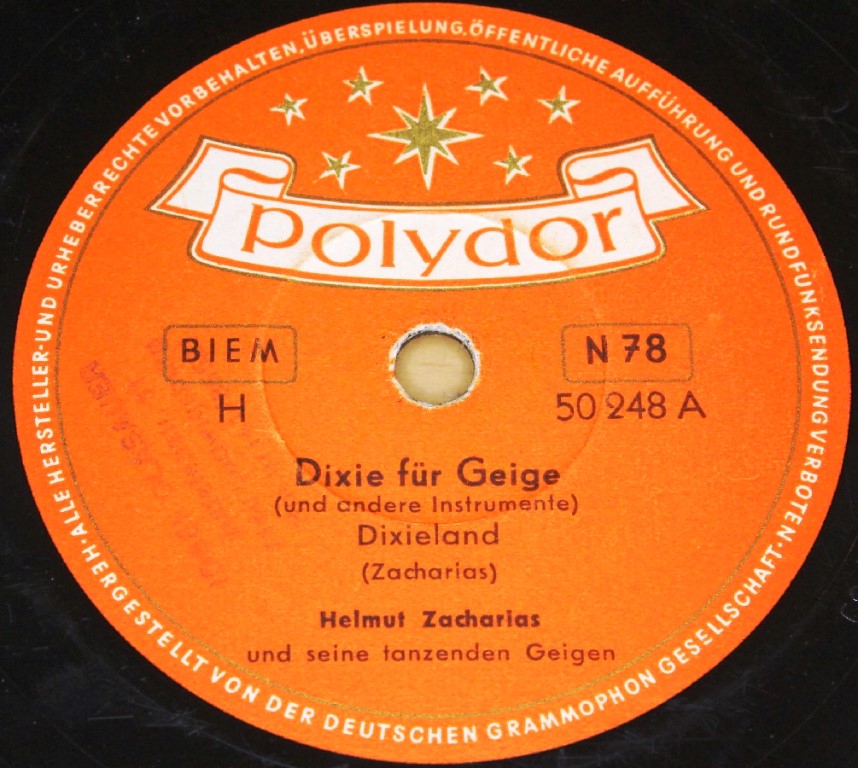 ALLE HERSTELLER-UND URHEBERRECHTE VORBEHALTEN, ÜBERSPIELUNG, ÖFFENTLICHE AUFFÜHRUNG UND RUNDFUNKSENDUNG VERBOTEN·
polydor
BIEM
N 78
H
50 248 A
Dixie für Geige
(und andere Instrumente)
Dixieland
(Zacharias)
Helmut Zacharias
und seine tanzenden Geigen
·HERGESTELLT VON DER DEUTSCHEN GRAMMOPHON GESELLSCHAFT·